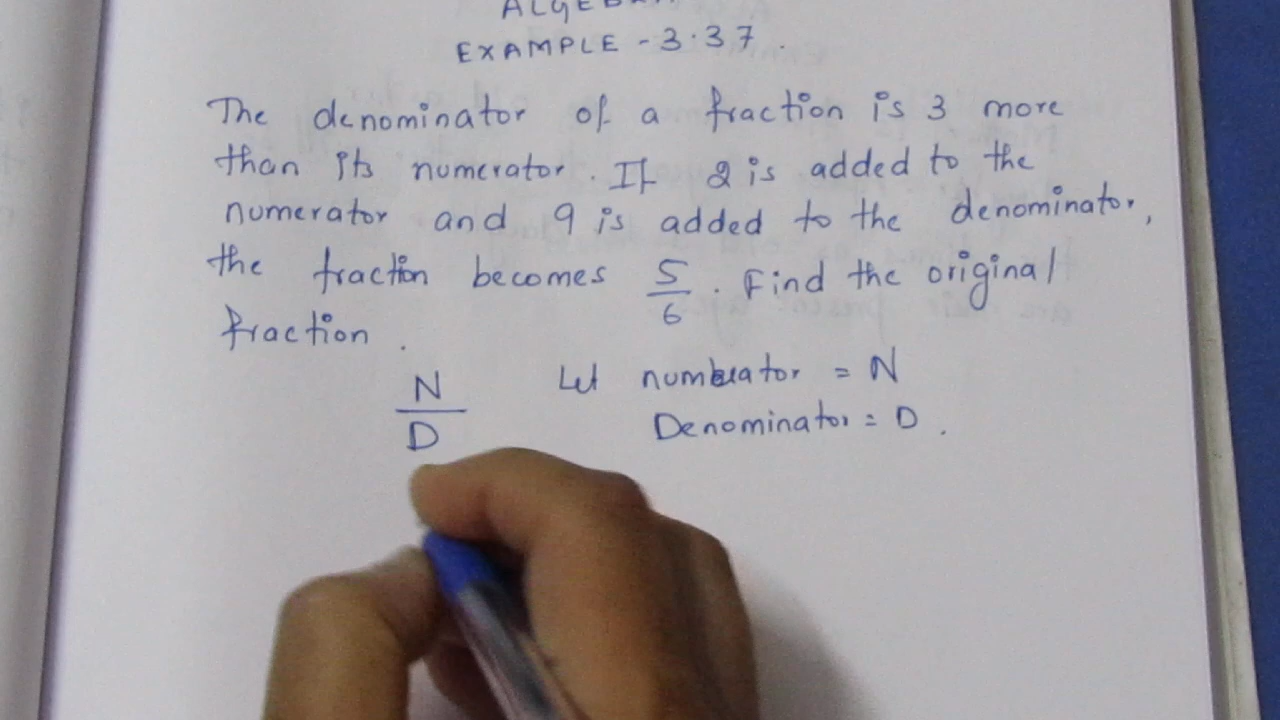 ALGEBRA
EXAMPLE - 3.37.
The denominator of a fraction is 3 more
than its numerator. If 2 is added to the
numerator and 9 is added to the denominator,
the fraction becomes 5/6. Find the original
fraction.
N/D
Let numerator = N
Denominator = D.